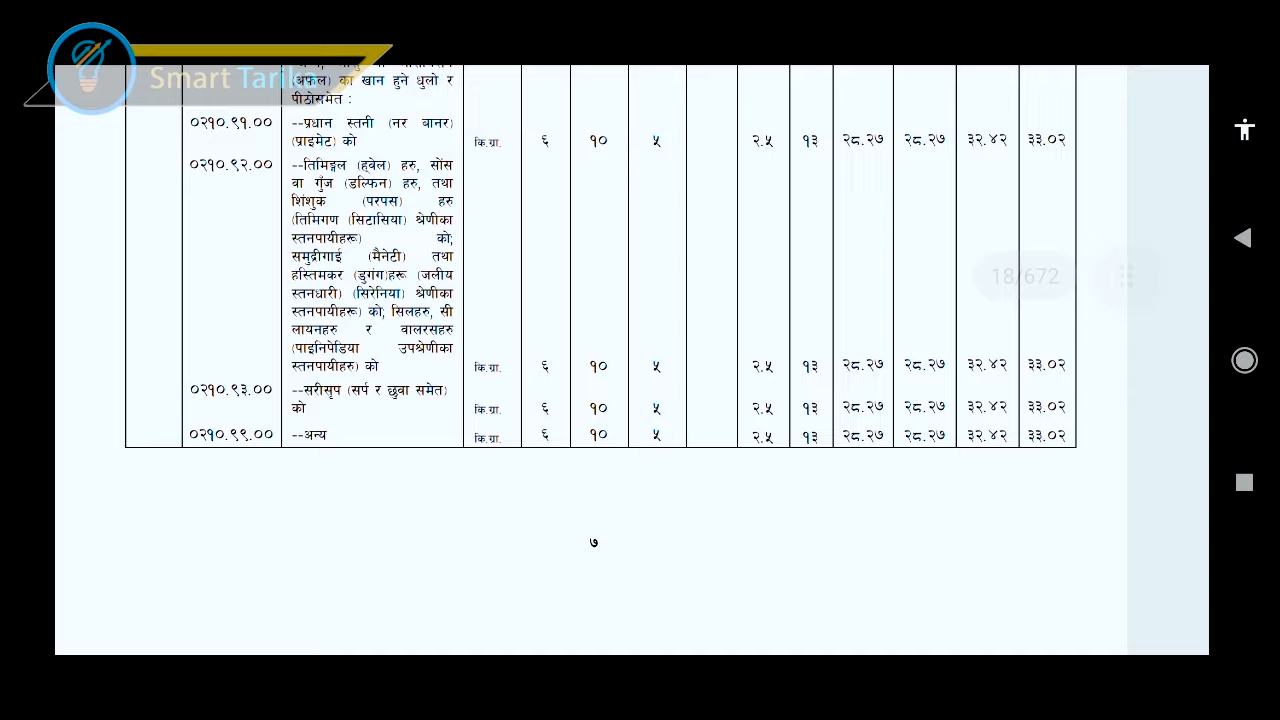 Smart Tarika
(अफल) का खान हुने धुलो र
पीठोसमेत :
०२१०.९१.०० --प्रधान स्तनी (नर बानर)
(प्राइमेट) को कि.ग्रा. ६ १० ५ २.५ १३ २८.२७ २८.२७ ३२.४२ ३३.०२
०२१०.९२.०० --तिमिङ्गल (ह्वेल) हरु, सोंस
वा गुँज (डल्फिन) हरु, तथा
शिंशुक (परपस) हरु
(तिमिगण (सिटासिया) श्रेणीका
स्तनपायीहरू) को;
समुद्रीगाई (मैनेटी) तथा
हस्तिमकर (डुगंग)हरू (जलीय
स्तनधारी) (सिरेनिया) श्रेणीका
स्तनपायीहरू) को; सिलहरु, सी
लायनहरु र वालरसहरु
(पाइनिपेडिया उपश्रेणीका
स्तनपायीहरु) को कि.ग्रा. ६ १० ५ २.५ १३ २८.२७ २८.२७ ३२.४२ ३३.०२
०२१०.९३.०० --सरीसृप (सर्प र छुवा समेत)
को कि.ग्रा. ६ १० ५ २.५ १३ २८.२७ २८.२७ ३२.४२ ३३.०२
०२१०.९९.०० --अन्य कि.ग्रा. ६ १० ५ २.५ १३ २८.२७ २८.२७ ३२.४२ ३३.०२
18/672
७